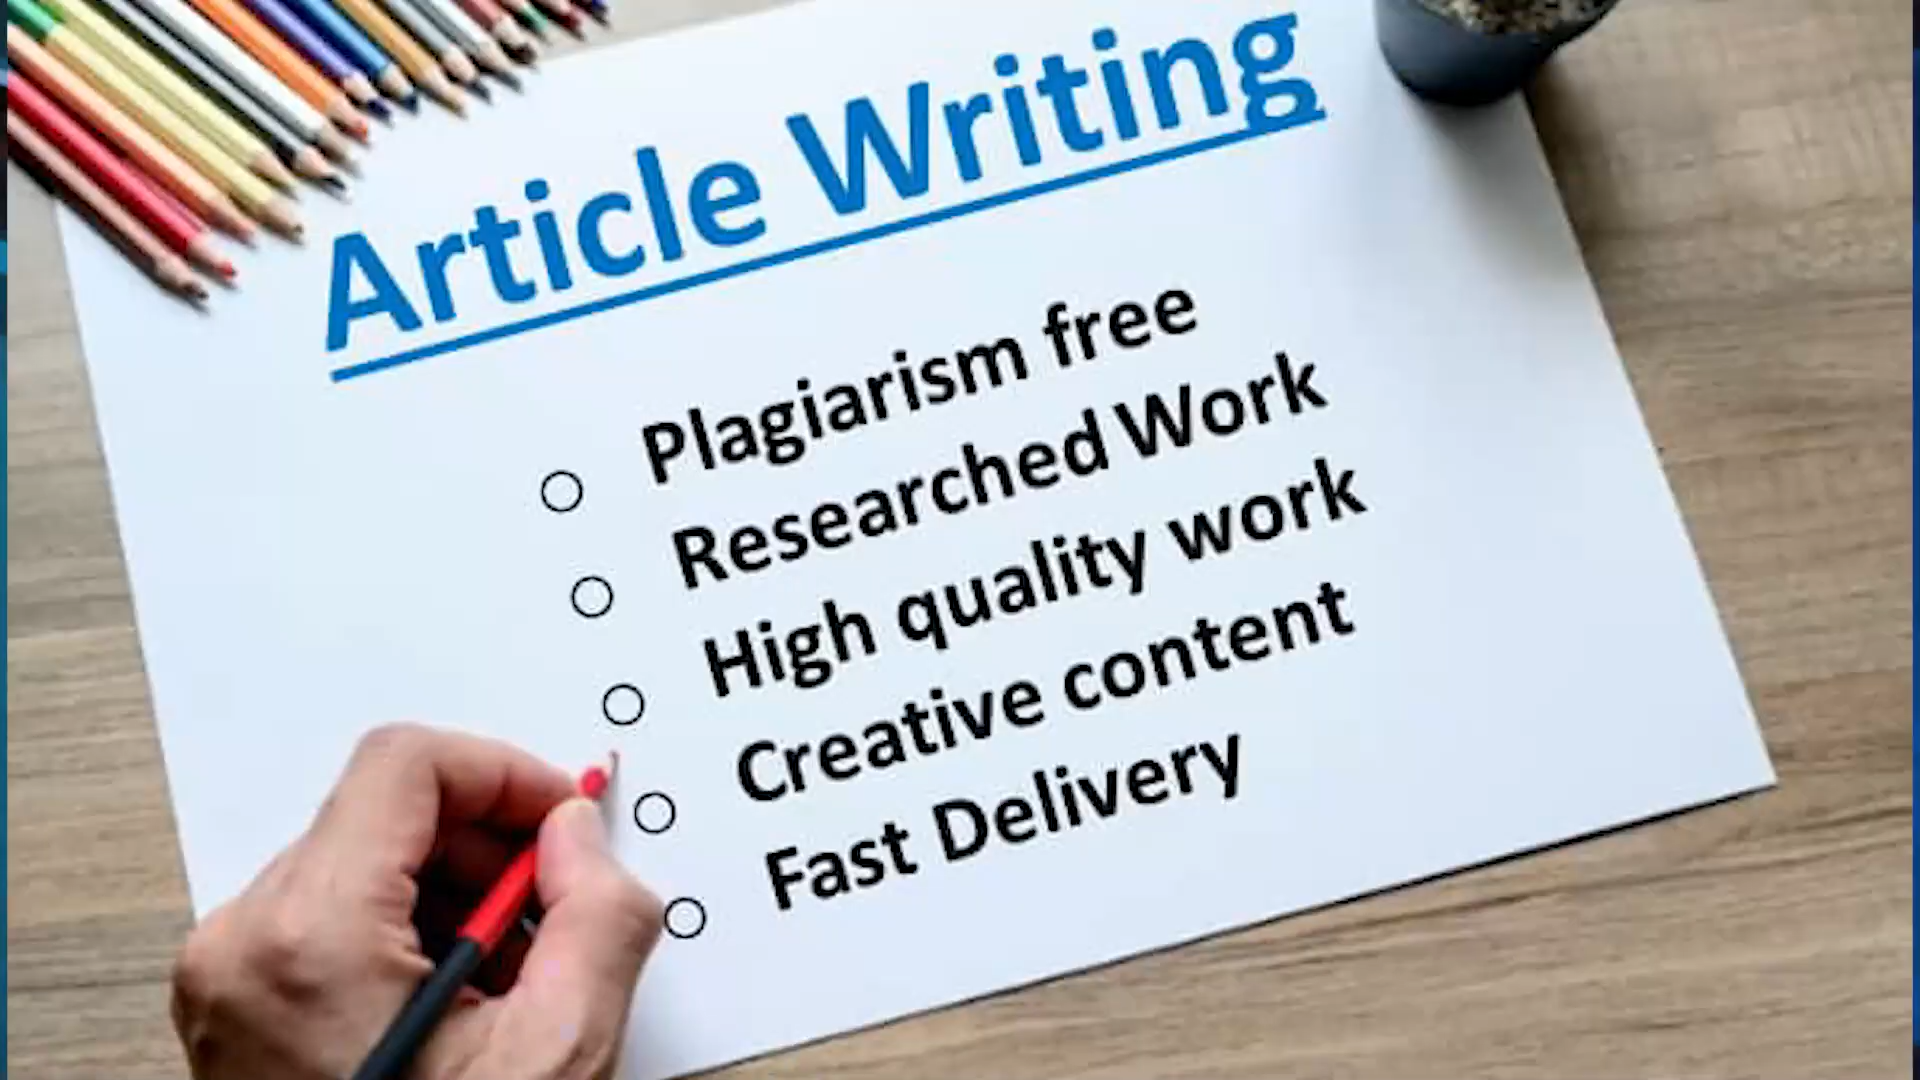 Article Writing
Plagiarism free
Researched Work
High quality work
Creative content
Fast Delivery